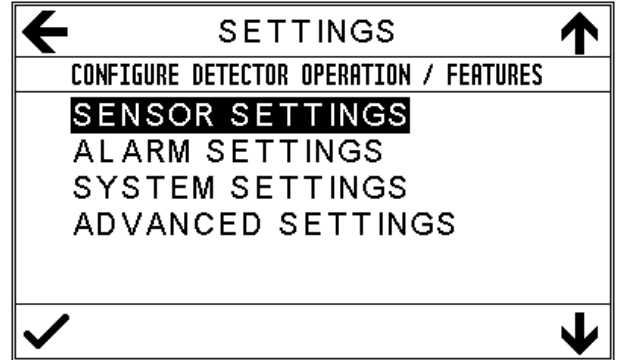 SETTINGS
CONFIGURE DETECTOR OPERATION / FEATURES
SENSOR SETTINGS
ALARM SETTINGS
SYSTEM SETTINGS
ADVANCED SETTINGS